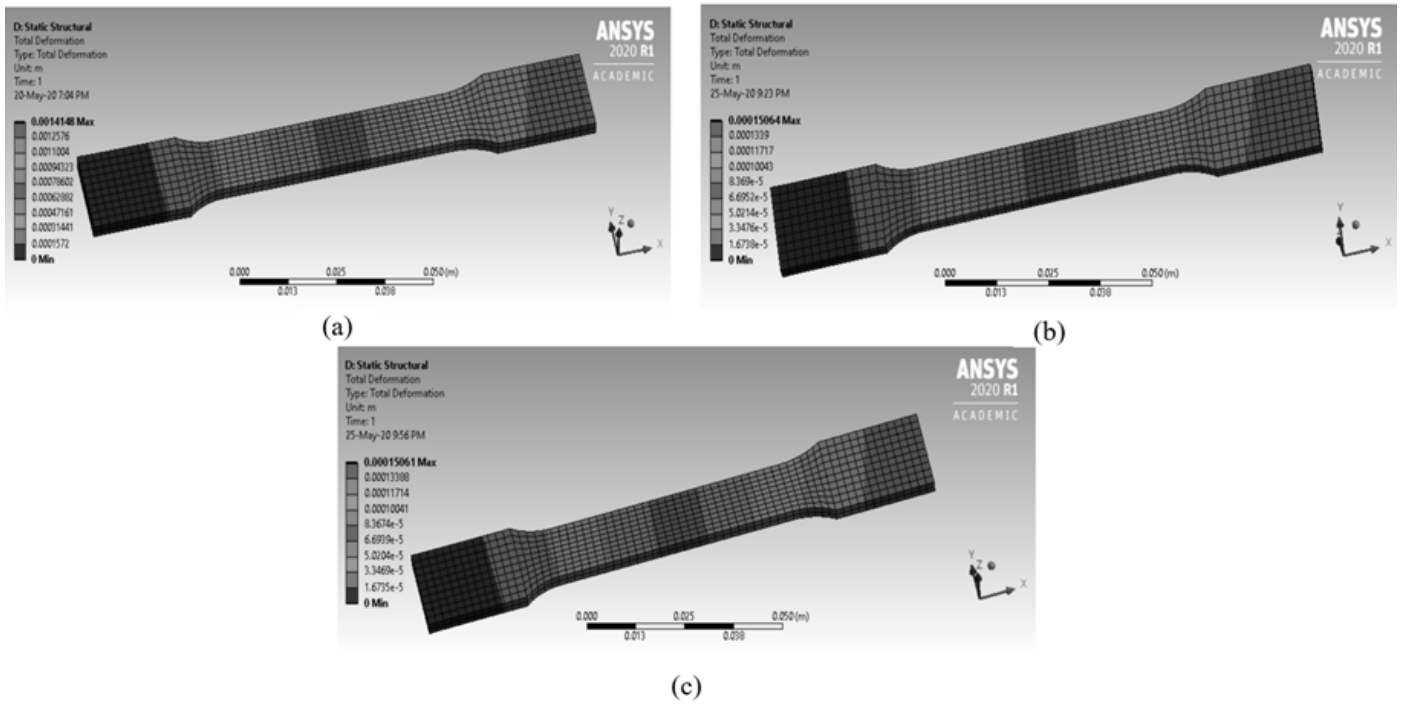 D: Static Structural
Total Deformation
Type: Total Deformation
Unit: m
Time: 1
20-May-20 7:04 PM
0.0014148 Max
0.0012576
0.0011004
0.00094323
0.00078602
0.00062882
0.00047161
0.00031441
0.0001572
0 Min
ANSYS
2020 R1
ACADEMIC
Y
Z
X
0.000
0.025
0.050 (m)
0.013
0.038
(a)
D: Static Structural
Total Deformation
Type: Total Deformation
Unit: m
Time: 1
25-May-20 9:23 PM
0.00015064 Max
0.0001339
0.00011717
0.00010043
8.369e-5
6.6952e-5
5.0214e-5
3.3476e-5
1.6738e-5
0 Min
ANSYS
2020 R1
ACADEMIC
Y
X
0.000
0.025
0.050 (m)
0.013
0.038
(b)
D: Static Structural
Total Deformation
Type: Total Deformation
Unit: m
Time: 1
25-May-20 9:56 PM
0.00015061 Max
0.00013388
0.00011714
0.00010041
8.3674e-5
6.6939e-5
5.0204e-5
3.3469e-5
1.6735e-5
0 Min
ANSYS
2020 R1
ACADEMIC
Y
Z
X
0.000
0.025
0.050 (m)
0.013
0.038
(c)